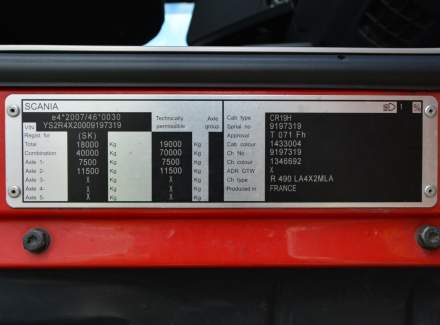 SCANIA 1 %
e4*2007/46*0030 Technically Axle Cab. type CR19H
VIN YS2R4X20009197319 permissible group Serial no 9197319
Regist for (SK) Approval T 071 Fh
Total 18000 Kg 19000 Kg Cab. colour 1433004
Combination 40000 Kg 70000 Kg Ch No 9197319
Axle 1- 7500 Kg 7500 Kg Ch. colour 1346692
Axle 2- 11500 Kg 11500 Kg ADR. GTW X
Axle 3- X Kg X Kg Ch type R 490 LA4X2MLA
Axle 4- X Kg X Kg Produced in FRANCE
Axle 5- X Kg X Kg